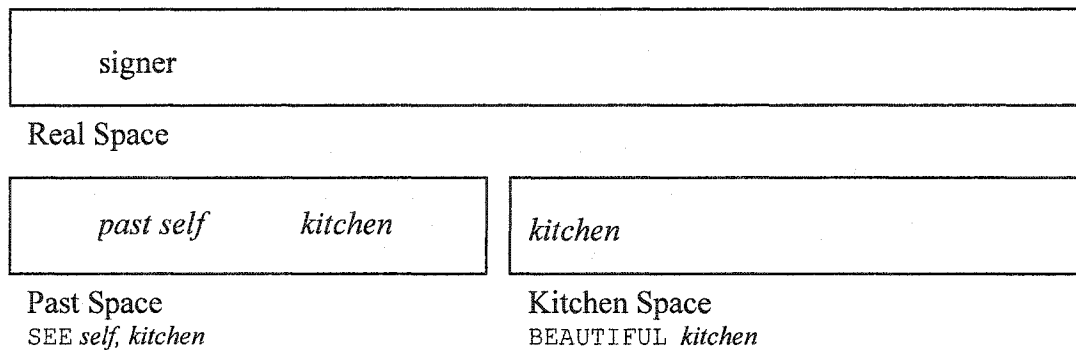 signer
Real Space
past self kitchen
kitchen
Past Space
SEE self, kitchen
Kitchen Space
BEAUTIFUL kitchen